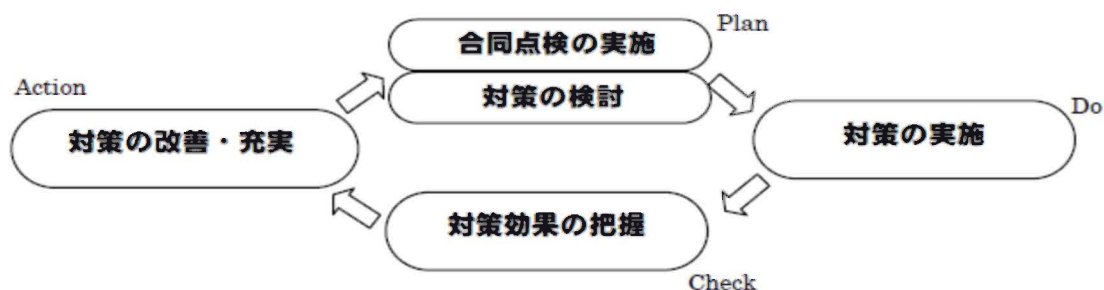 合同点検の実施
Plan
対策の検討
Action
対策の改善・充実
対策の実施
Do
対策効果の把握
Check